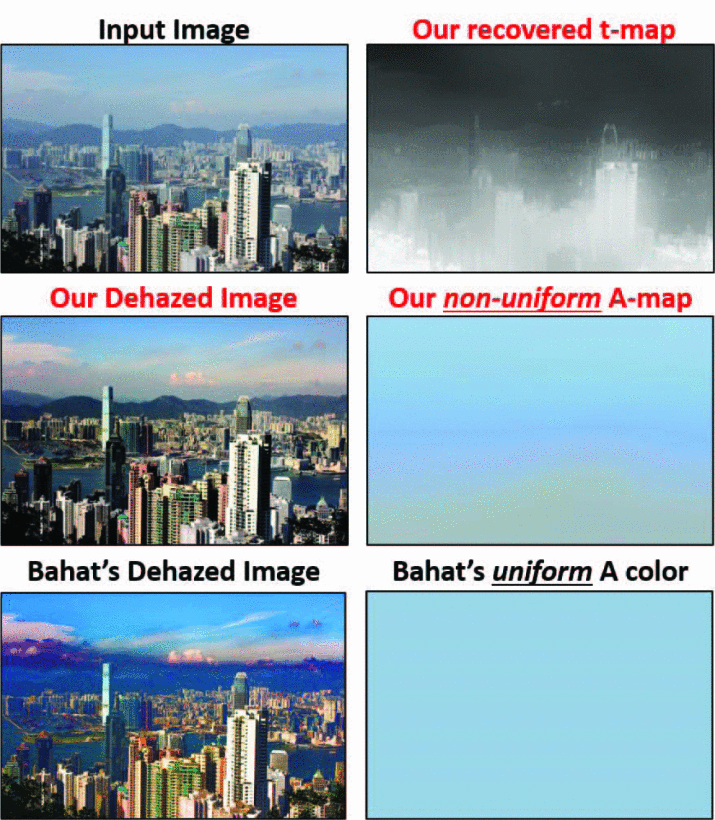 Input Image
Our recovered t-map
Our Dehazed Image
Our non-uniform A-map
Bahat's Dehazed Image
Bahat's uniform A color